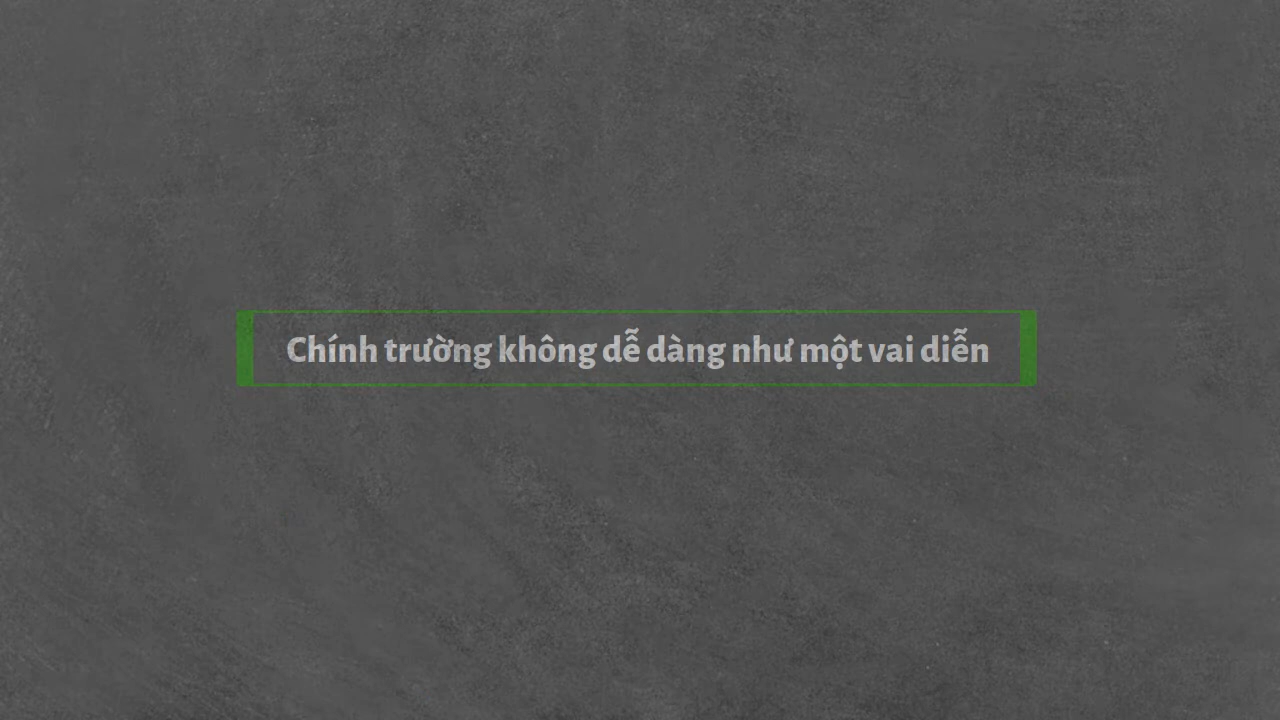 Chính trường không dễ dàng như một vai diễn